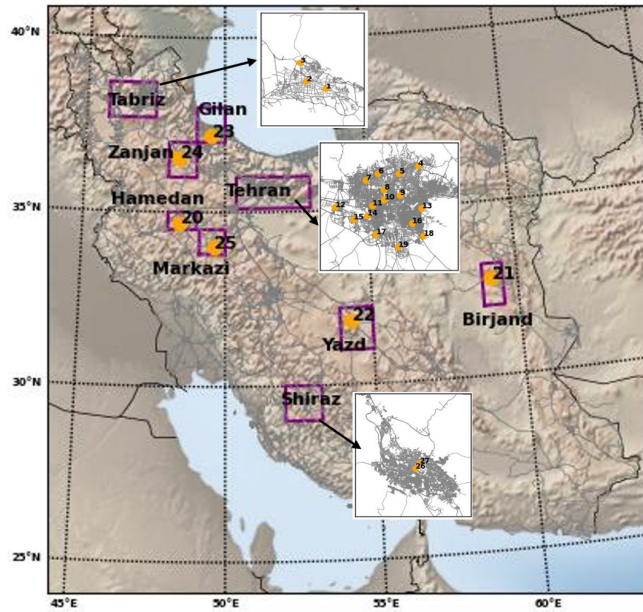 40°N
35°N
30°N
25°N
45°E
50°E
55°E
60°E
Tabriz
Gilan
23
Zanjan
24
Tehran
Hamedan
20
25
Markazi
21
Birjand
22
Yazd
Shiraz
3
2
1
4
6
5
7
8
9
10
11
12
13
14
15
16
17
18
19
27
26